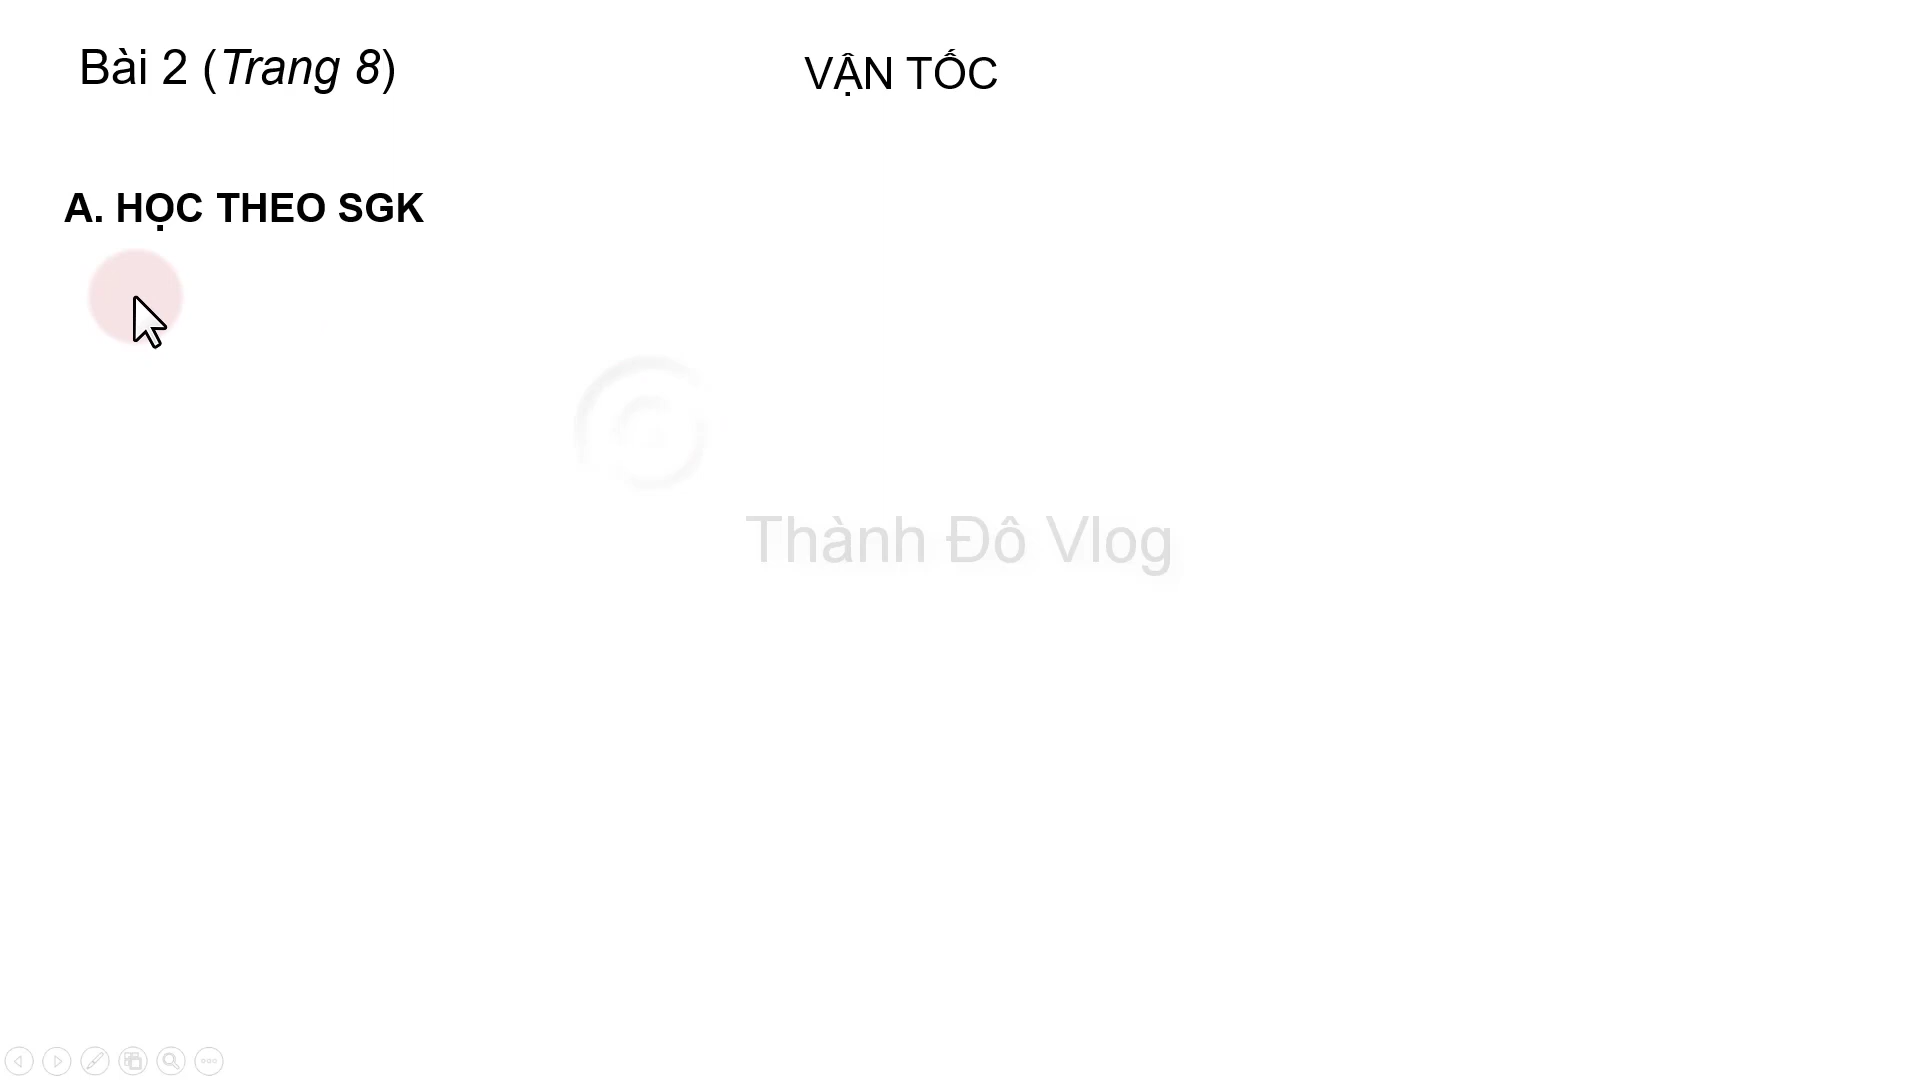 Bài 2 (Trang 8)
VẬN TỐC
A. HỌC THEO SGK
Thành Đô Vlog